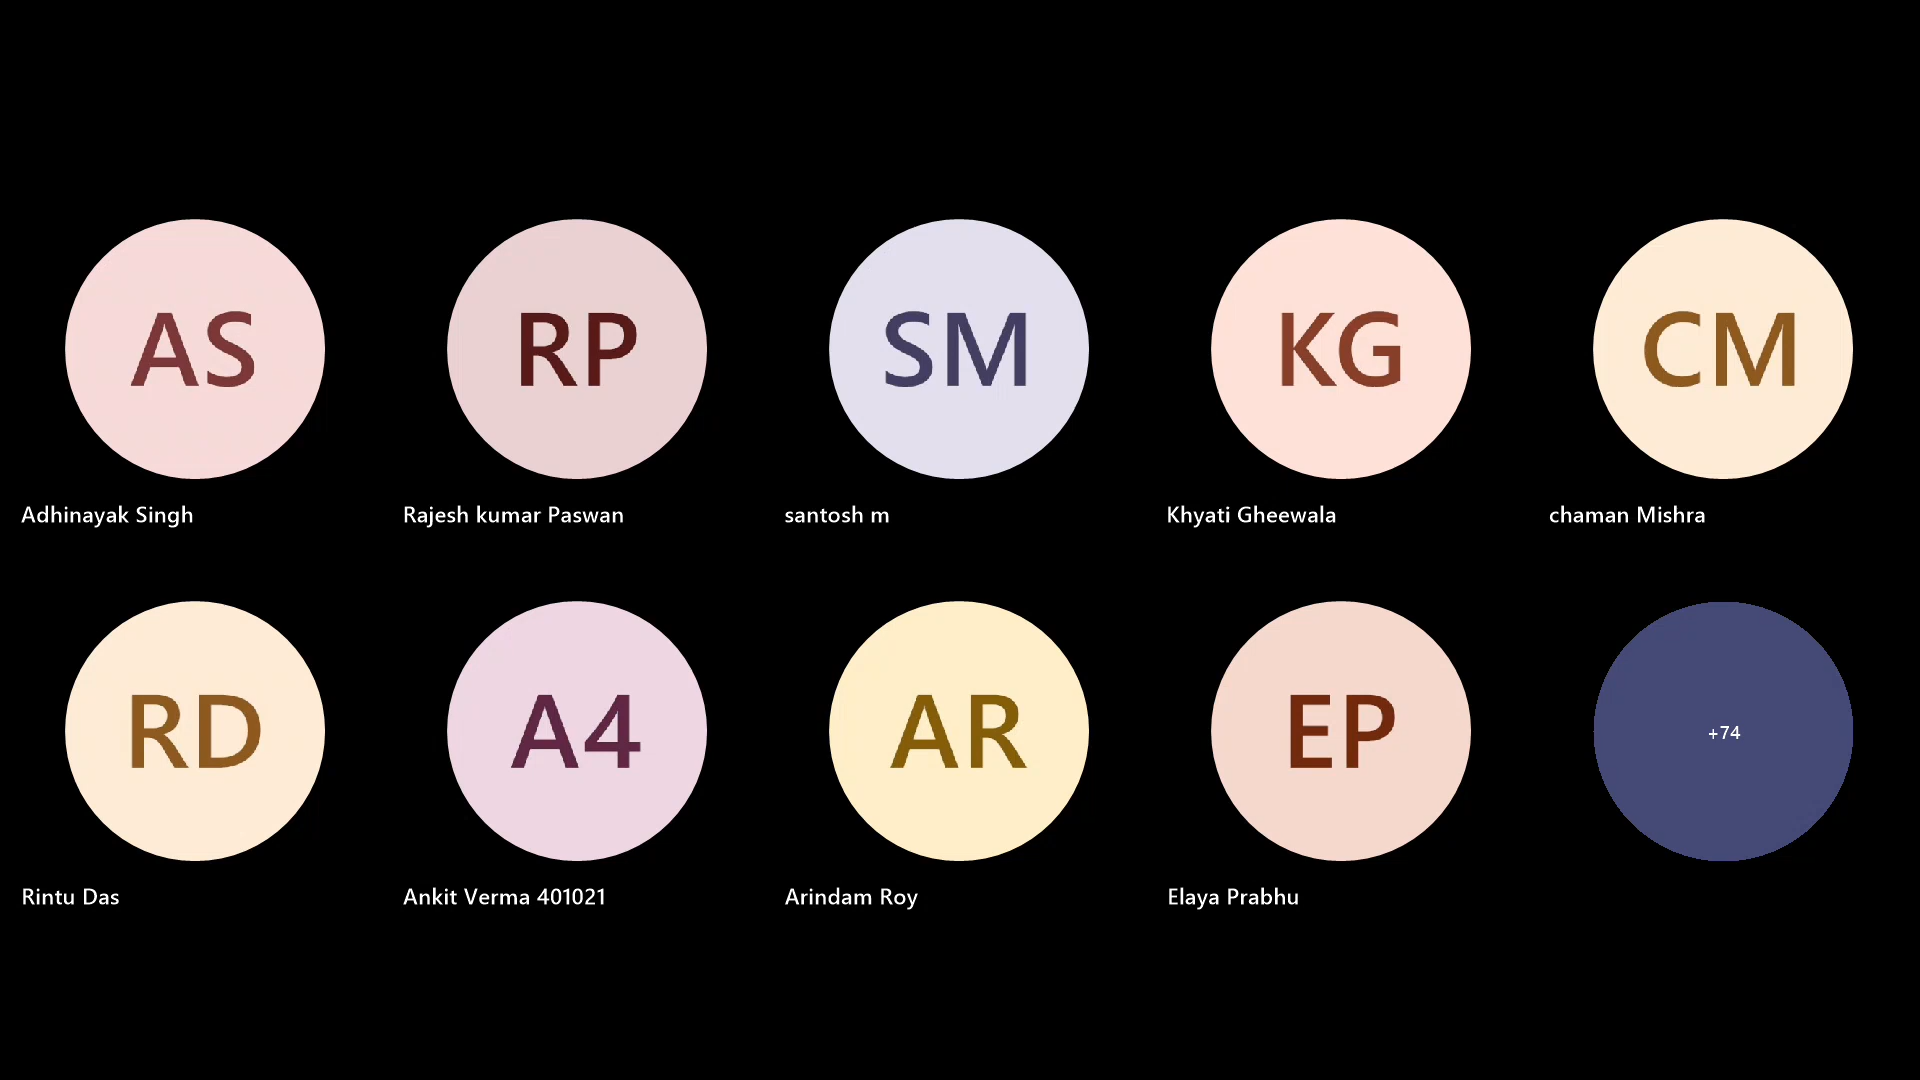 AS
RP
SM
KG
CM
Adhinayak Singh
Rajesh kumar Paswan
santosh m
Khyati Gheewala
chaman Mishra
RD
A4
AR
EP
+74
Rintu Das
Ankit Verma 401021
Arindam Roy
Elaya Prabhu